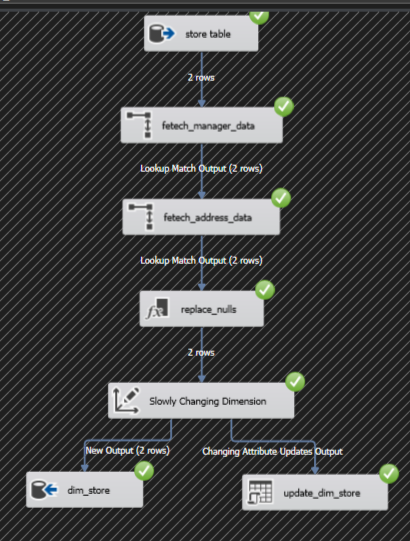 store table
2 rows
fetech_manager_data
Lookup Match Output (2 rows)
fetech_address_data
Lookup Match Output (2 rows)
replace_nulls
2 rows
Slowly Changing Dimension
New Output (2 rows)
Changing Attribute Updates Output
dim_store
update_dim_store